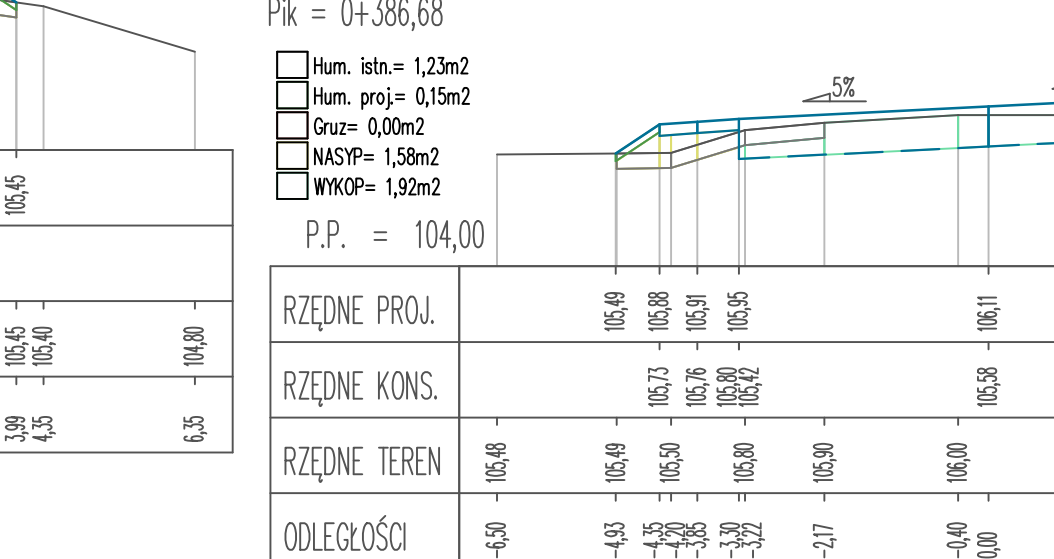 Pik = 0+386,68
Hum. istn.= 1,23m2
Hum. proj.= 0,15m2
Gruz= 0,00m2
NASYP= 1,58m2
WYKOP= 1,92m2
P.P. = 104,00
5%
RZĘDNE PROJ. 105,49 105,88 105,91 105,95 106,11
RZĘDNE KONS. 105,73 105,76 105,80 105,42 105,58
RZĘDNE TEREN 105,48 105,49 105,50 105,80 105,90 106,00
ODLEGŁOŚCI -6,50 -4,93 -4,35 -4,20 -3,85 -3,30 -3,22 -2,17 -0,40 0,00
105,45
105,45 105,40 104,80
3,99 4,35 6,35